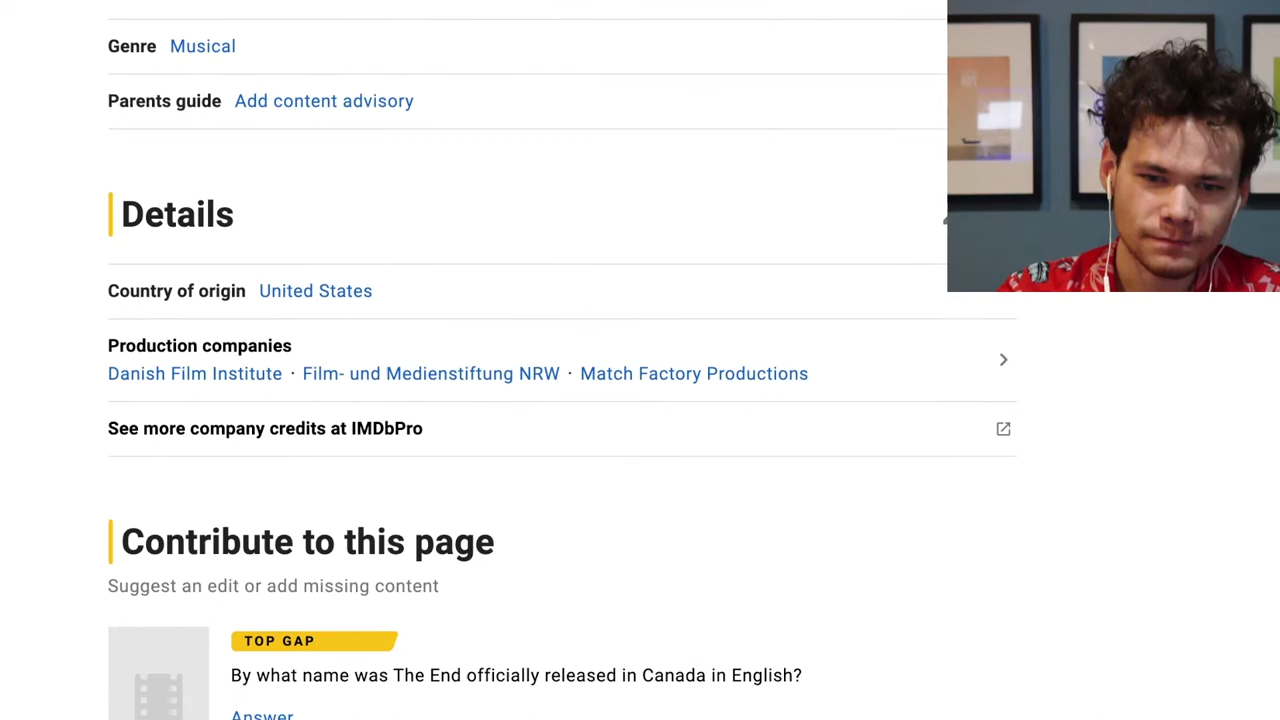 Genre Musical
Parents guide Add content advisory
Details
Country of origin United States
Production companies
Danish Film Institute · Film- und Medienstiftung NRW · Match Factory Productions
See more company credits at IMDbPro
Contribute to this page
Suggest an edit or add missing content
TOP GAP
By what name was The End officially released in Canada in English?
Answer